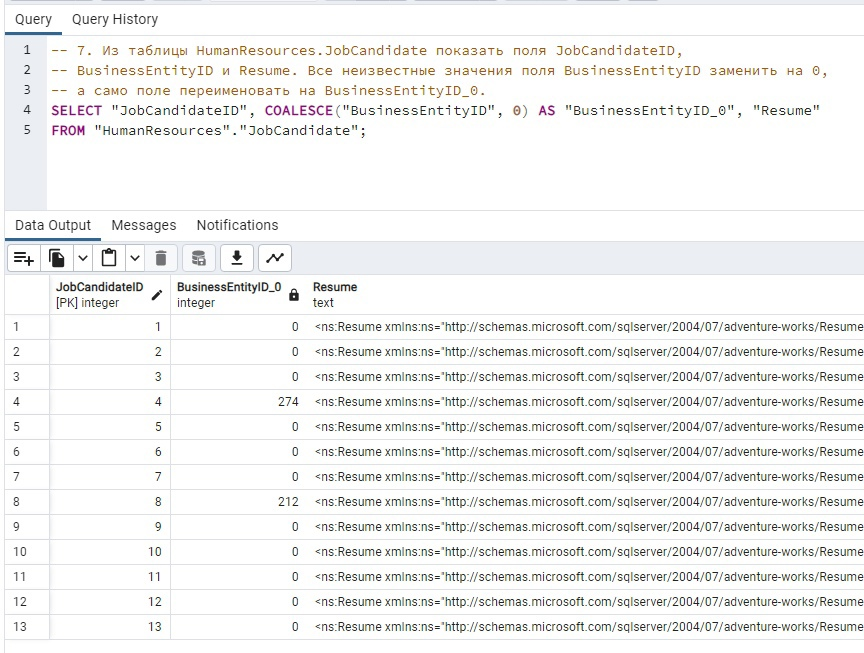 Query Query History
1 -- 7. Из таблицы HumanResources.JobCandidate показать поля JobCandidateID,
2 -- BusinessEntityID и Resume. Все неизвестные значения поля BusinessEntityID заменить на 0,
3 -- а само поле переименовать на BusinessEntityID_0.
4 SELECT "JobCandidateID", COALESCE("BusinessEntityID", 0) AS "BusinessEntityID_0", "Resume"
5 FROM "HumanResources"."JobCandidate";
Data Output Messages Notifications
JobCandidateID BusinessEntityID_0 Resume
[PK] integer integer text
1 1 0 <ns:Resume xmlns:ns="http://schemas.microsoft.com/sqlserver/2004/07/adventure-works/Resume
2 2 0 <ns:Resume xmlns:ns="http://schemas.microsoft.com/sqlserver/2004/07/adventure-works/Resume
3 3 0 <ns:Resume xmlns:ns="http://schemas.microsoft.com/sqlserver/2004/07/adventure-works/Resume
4 4 274 <ns:Resume xmlns:ns="http://schemas.microsoft.com/sqlserver/2004/07/adventure-works/Resume
5 5 0 <ns:Resume xmlns:ns="http://schemas.microsoft.com/sqlserver/2004/07/adventure-works/Resume
6 6 0 <ns:Resume xmlns:ns="http://schemas.microsoft.com/sqlserver/2004/07/adventure-works/Resume
7 7 0 <ns:Resume xmlns:ns="http://schemas.microsoft.com/sqlserver/2004/07/adventure-works/Resume
8 8 212 <ns:Resume xmlns:ns="http://schemas.microsoft.com/sqlserver/2004/07/adventure-works/Resume
9 9 0 <ns:Resume xmlns:ns="http://schemas.microsoft.com/sqlserver/2004/07/adventure-works/Resume
10 10 0 <ns:Resume xmlns:ns="http://schemas.microsoft.com/sqlserver/2004/07/adventure-works/Resume
11 11 0 <ns:Resume xmlns:ns="http://schemas.microsoft.com/sqlserver/2004/07/adventure-works/Resume
12 12 0 <ns:Resume xmlns:ns="http://schemas.microsoft.com/sqlserver/2004/07/adventure-works/Resume
13 13 0 <ns:Resume xmlns:ns="http://schemas.microsoft.com/sqlserver/2004/07/adventure-works/Resume